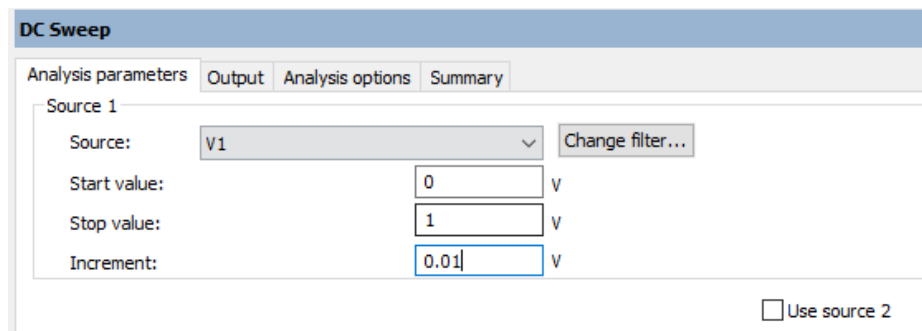 DC Sweep
Analysis parameters Output Analysis options Summary
Source 1
Source: V1 Change filter...
Start value: 0 V
Stop value: 1 V
Increment: 0.01 V
Use source 2